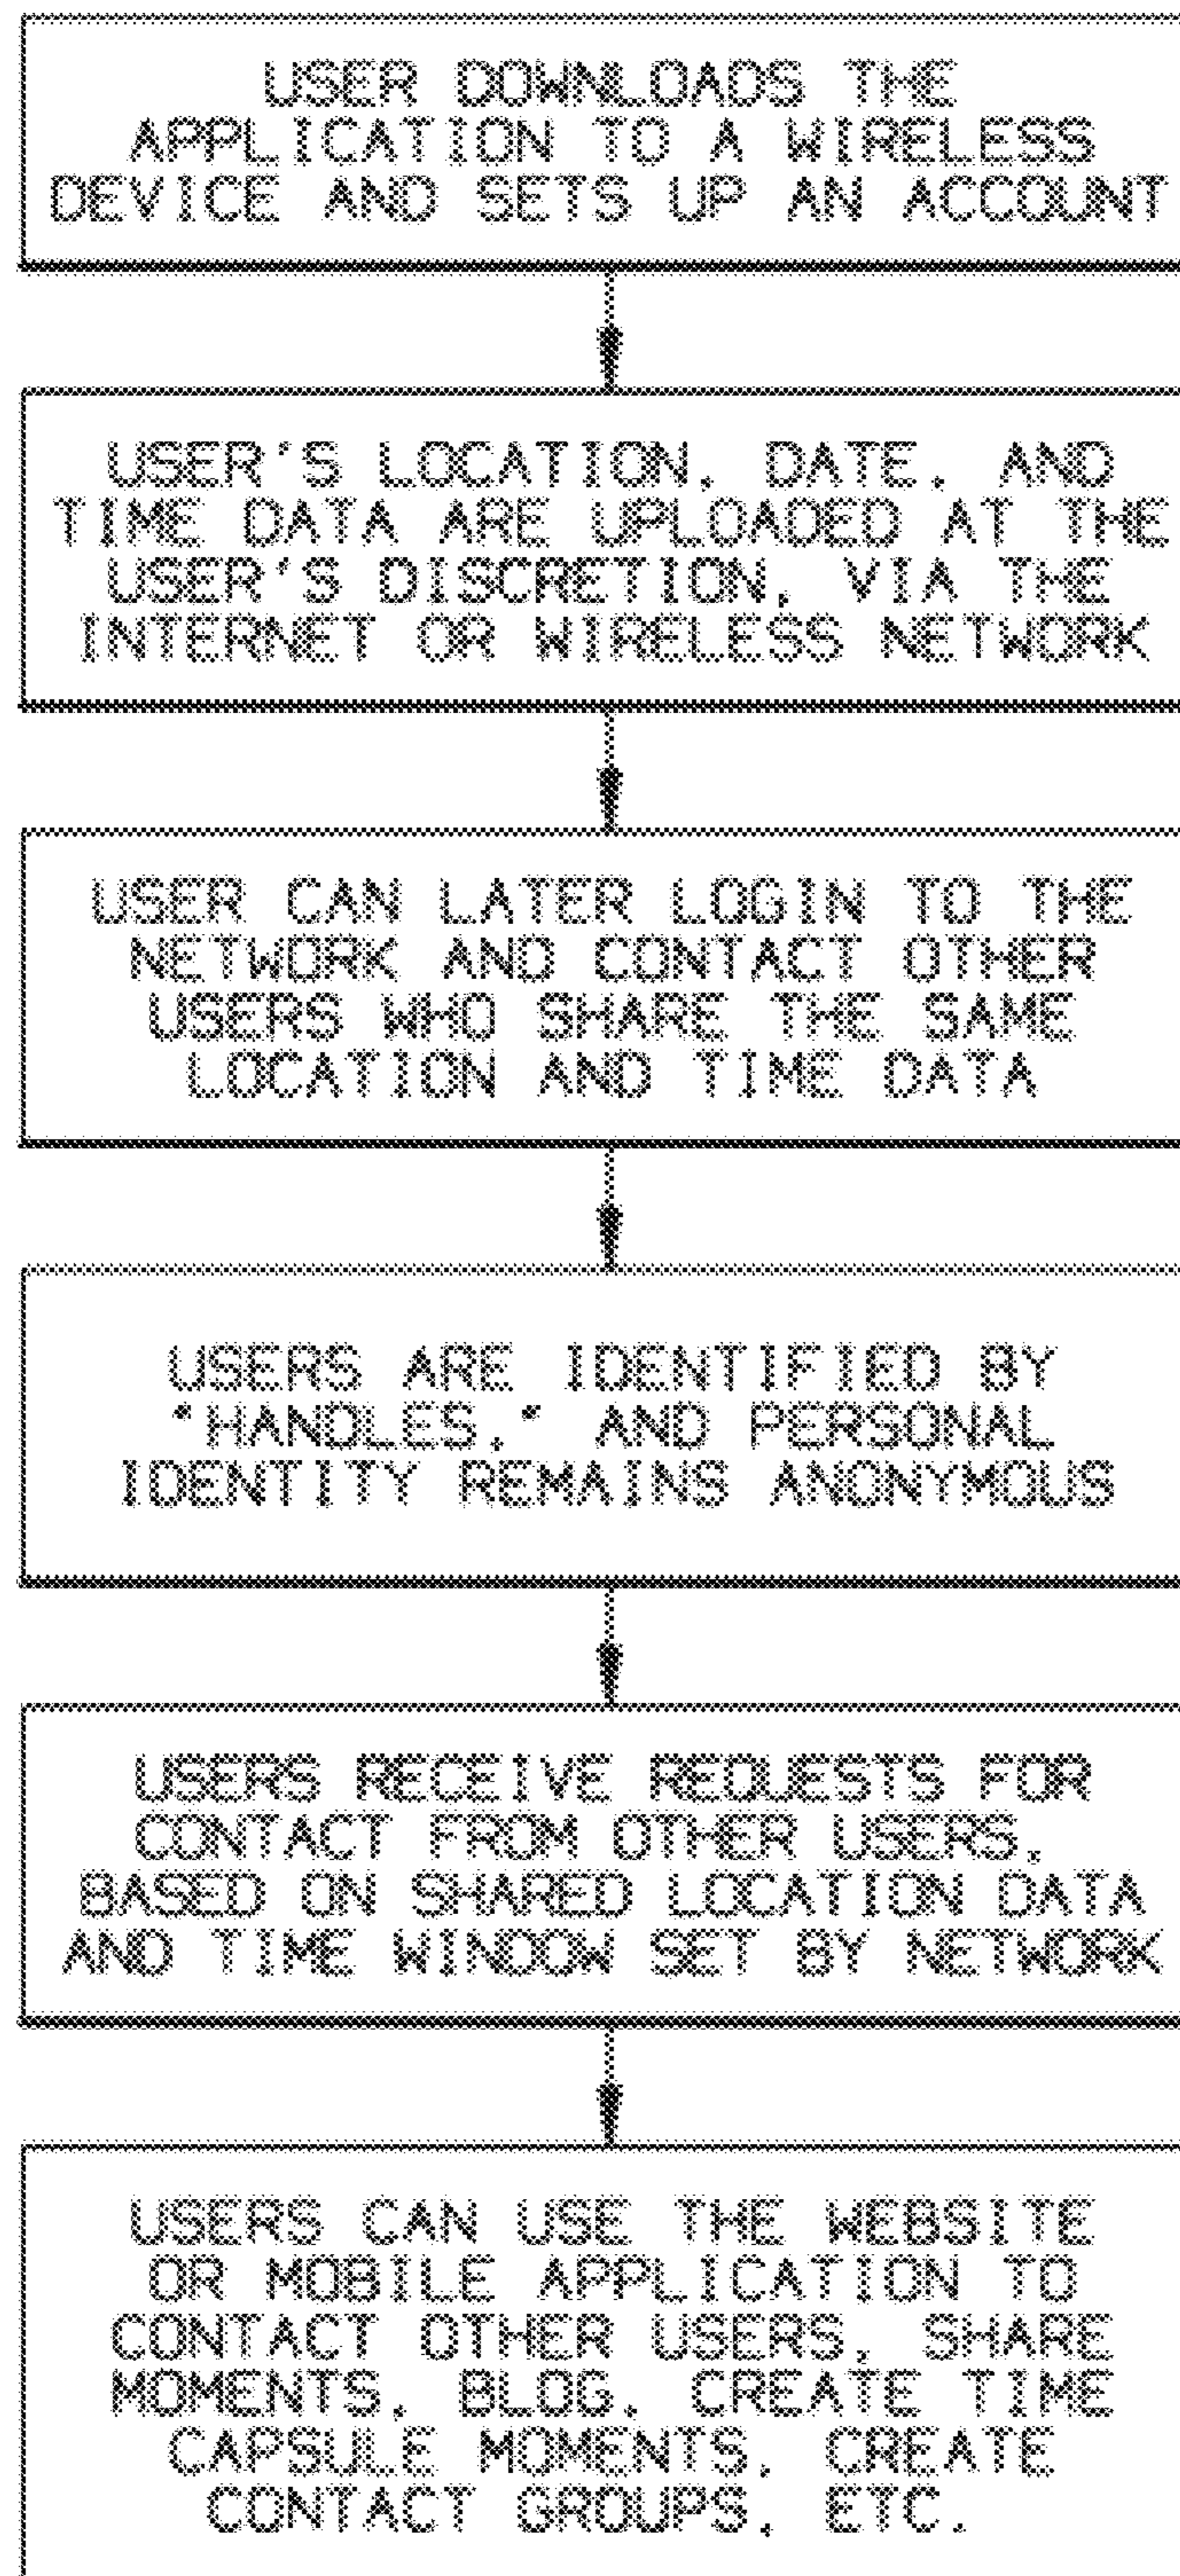 USER DOWNLOADS THE
APPLICATION TO A WIRELESS
DEVICE AND SETS UP AN ACCOUNT
USER'S LOCATION, DATE, AND
TIME DATA ARE UPLOADED AT THE
USER'S DISCRETION, VIA THE
INTERNET OR WIRELESS NETWORK
USER CAN LATER LOGIN TO THE
NETWORK AND CONTACT OTHER
USERS WHO SHARE THE SAME
LOCATION AND TIME DATA
USERS ARE IDENTIFIED BY
"HANDLES," AND PERSONAL
IDENTITY REMAINS ANONYMOUS
USERS RECEIVE REQUESTS FOR
CONTACT FROM OTHER USERS,
BASED ON SHARED LOCATION DATA
AND TIME WINDOW SET BY NETWORK
USERS CAN USE THE WEBSITE
OR MOBILE APPLICATION TO
CONTACT OTHER USERS, SHARE
MOMENTS, BLOG, CREATE TIME
CAPSULE MOMENTS, CREATE
CONTACT GROUPS, ETC.